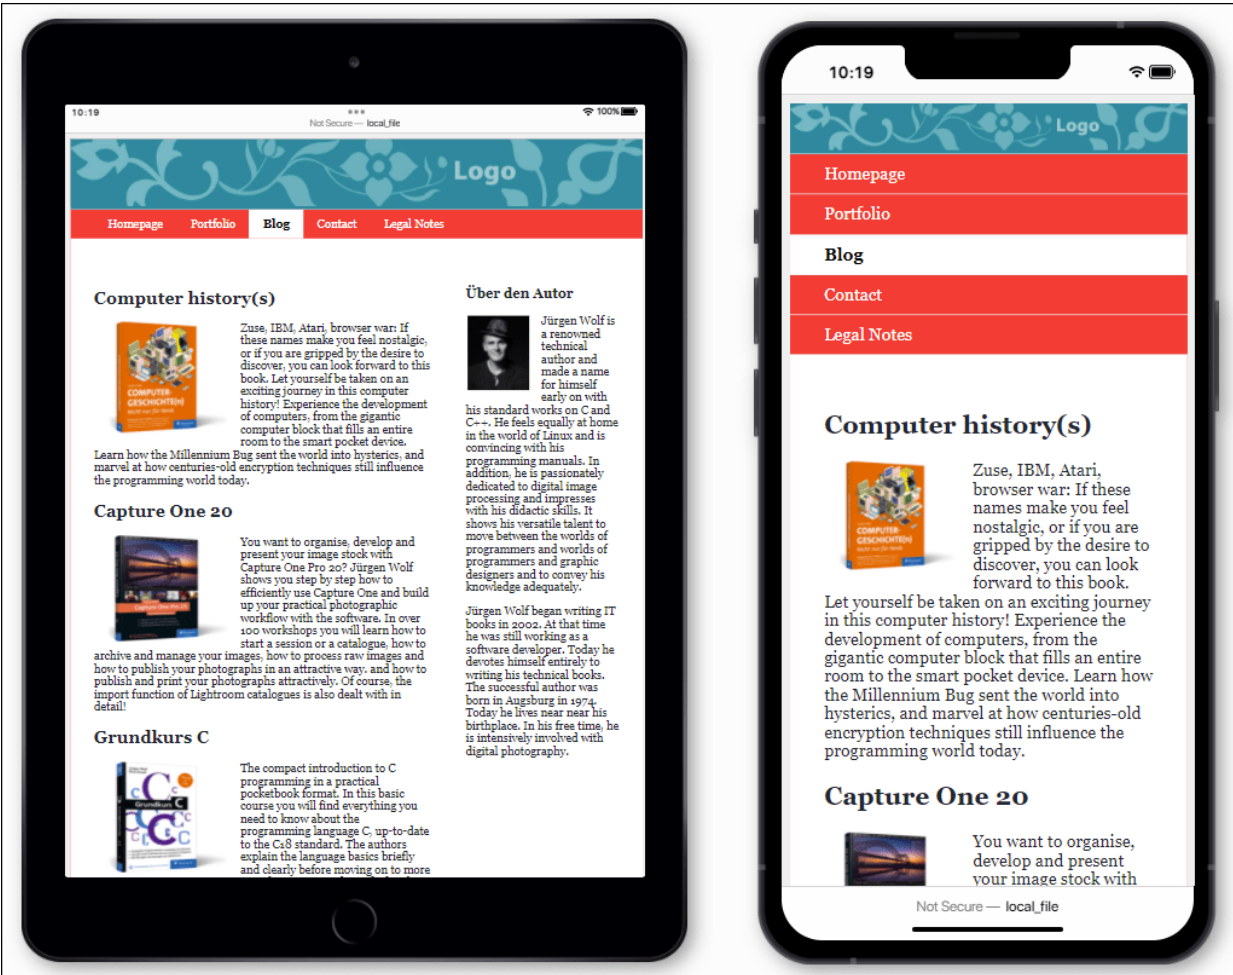 10:19
100%
Not Secure — local_file
Logo
Homepage Portfolio Blog Contact Legal Notes
Computer history(s)
COMPUTER-
GESCHICHTE(N)
Nicht nur für Nerds
Zuse, IBM, Atari, browser war: If
these names make you feel nostalgic,
or if you are gripped by the desire to
discover, you can look forward to this
book. Let yourself be taken on an
exciting journey in this computer
history! Experience the development
of computers, from the gigantic
computer block that fills an entire
room to the smart pocket device.
Learn how the Millennium Bug sent the world into hysterics, and
marvel at how centuries-old encryption techniques still influence
the programming world today.
Capture One 20
Capture One Pro 20
You want to organise, develop and
present your image stock with
Capture One Pro 20? Jürgen Wolf
shows you step by step how to
efficiently use Capture One and build
up your practical photographic
workflow with the software. In over
100 workshops you will learn how to
start a session or a catalogue, how to
archive and manage your images, how to process raw images and
how to publish your photographs in an attractive way. and how to
publish and print your photographs attractively. Of course, the
import function of Lightroom catalogues is also dealt with in
detail!
Grundkurs C
Grundkurs C
The compact introduction to C
programming in a practical
pocketbook format. In this basic
course you will find everything you
need to know about the
programming language C, up-to-date
to the C18 standard. The authors
explain the language basics briefly
and clearly before moving on to more
Über den Autor
Jürgen Wolf is
a renowned
technical
author and
made a name
for himself
early on with
his standard works on C and
C++. He feels equally at home
in the world of Linux and is
convincing with his
programming manuals. In
addition, he is passionately
dedicated to digital image
processing and impresses
with his didactic skills. It
shows his versatile talent to
move between the worlds of
programmers and worlds of
programmers and graphic
designers and to convey his
knowledge adequately.
Jürgen Wolf began writing IT
books in 2002. At that time
he was still working as a
software developer. Today he
devotes himself entirely to
writing his technical books.
The successful author was
born in Augsburg in 1974.
Today he lives near near his
birthplace. In his free time, he
is intensively involved with
digital photography.
10:19
Logo
Homepage
Portfolio
Blog
Contact
Legal Notes
Computer history(s)
COMPUTER-
GESCHICHTE(N)
Nicht nur für Nerds
Zuse, IBM, Atari,
browser war: If these
names make you feel
nostalgic, or if you are
gripped by the desire to
discover, you can look
forward to this book.
Let yourself be taken on an exciting journey
in this computer history! Experience the
development of computers, from the
gigantic computer block that fills an entire
room to the smart pocket device. Learn how
the Millennium Bug sent the world into
hysterics, and marvel at how centuries-old
encryption techniques still influence the
programming world today.
Capture One 20
You want to organise,
develop and present
your image stock with
Not Secure — local_file